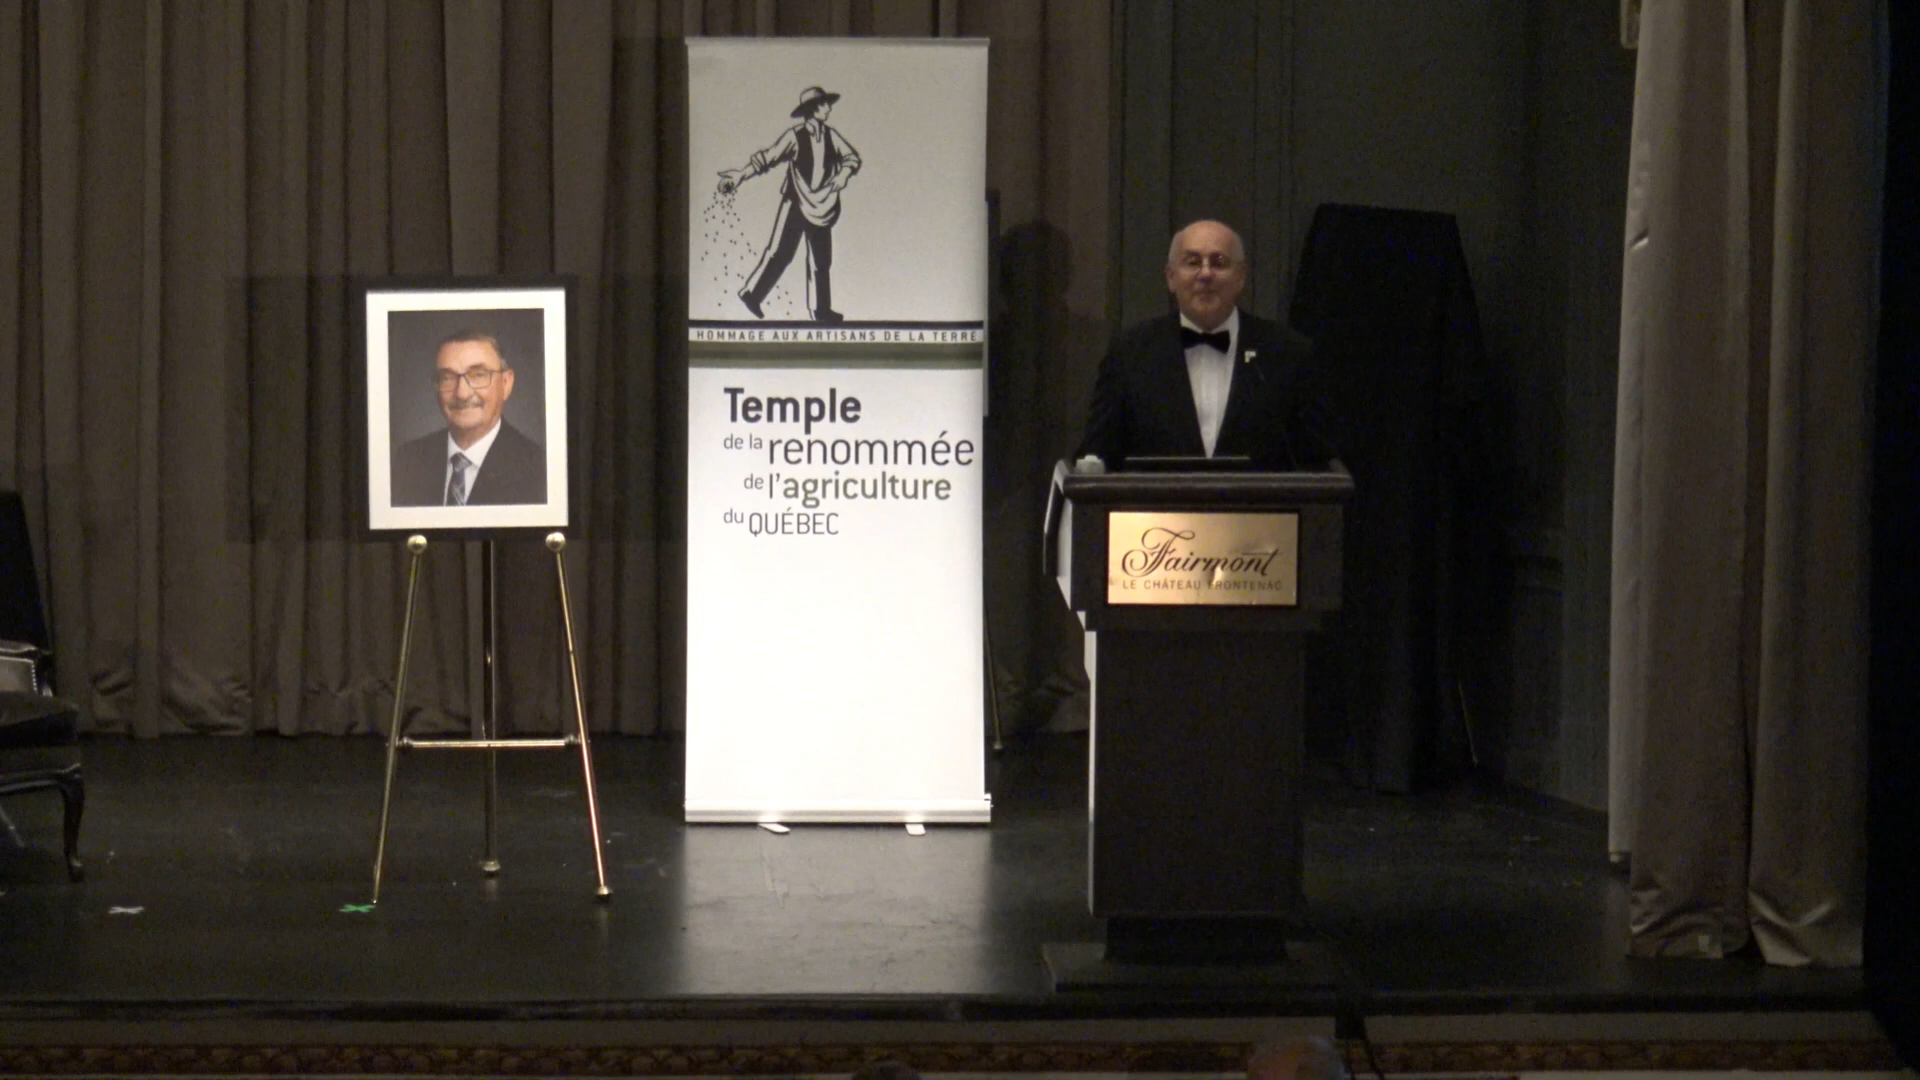 HOMMAGE AUX ARTISANS DE LA TERRE
Temple
de la renommée
de l'agriculture
du QUÉBEC
Fairmont
LE CHÂTEAU FRONTENAC